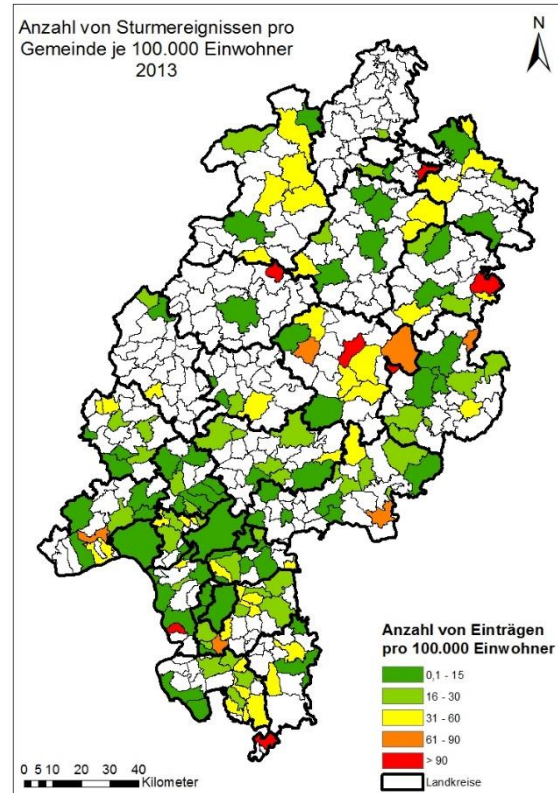 Anzahl von Sturmereignissen pro
Gemeinde je 100.000 Einwohner
2013
N
Anzahl von Einträgen
pro 100.000 Einwohner
0,1 - 15
16 - 30
31 - 60
61 - 90
> 90
Landkreise
0 5 10 20 30 40
Kilometer